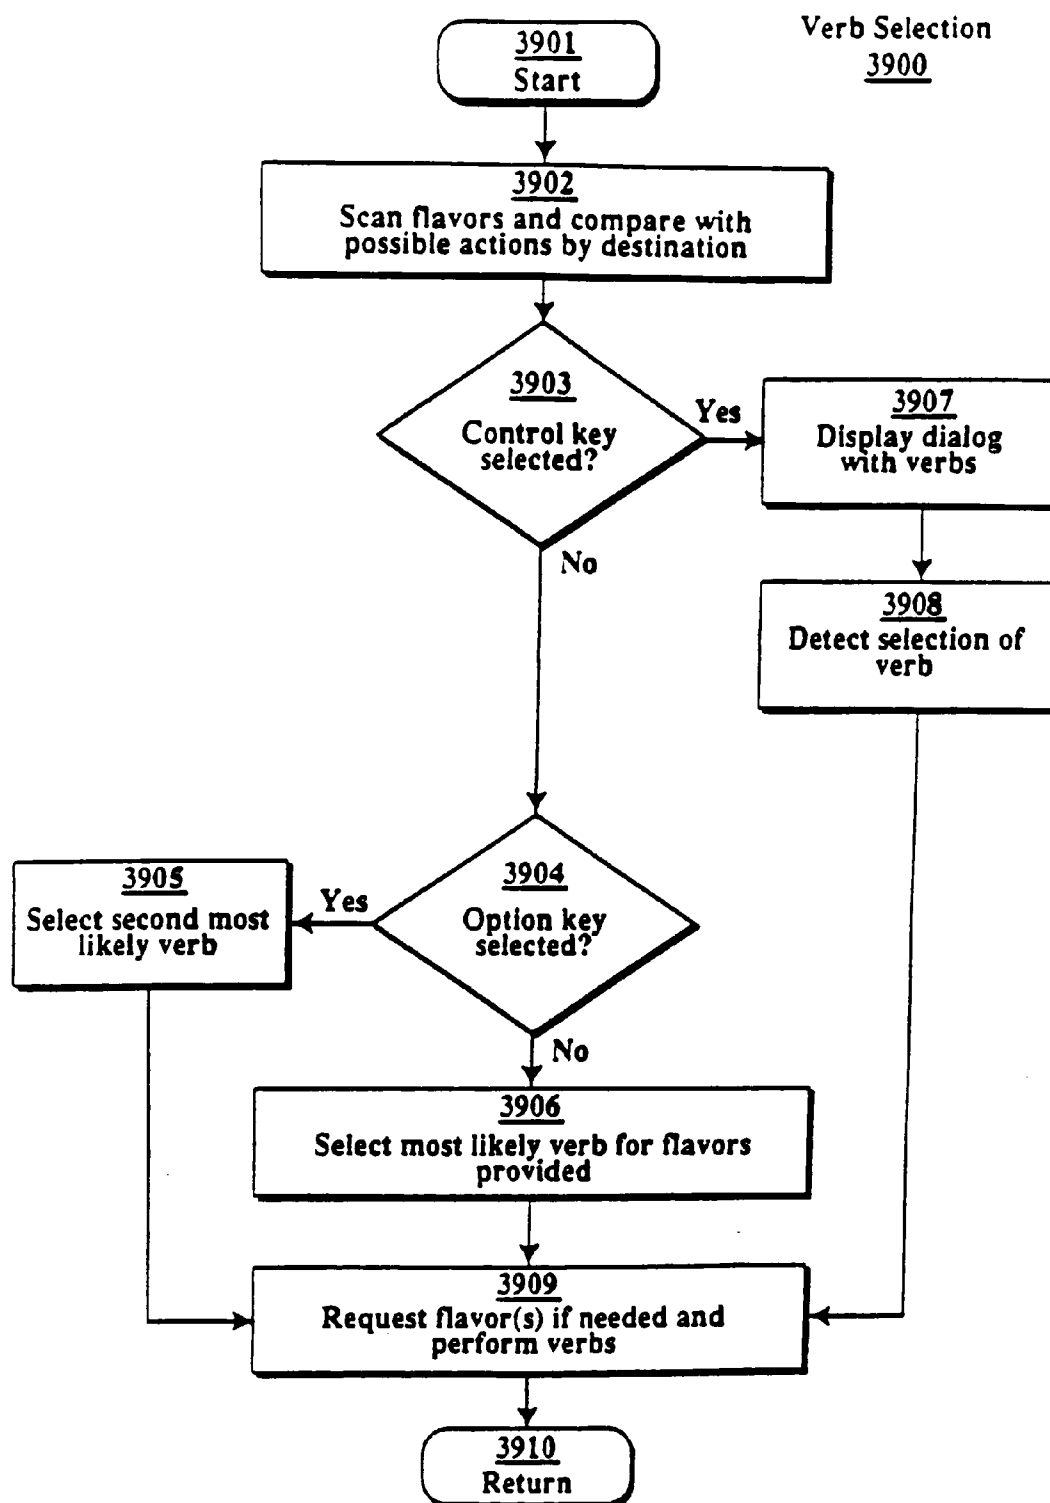 Verb Selection
3900
3901
Start
3902
Scan flavors and compare with
possible actions by destination
3903
Control key
selected?
Yes
No
3907
Display dialog
with verbs
3908
Detect selection of
verb
3904
Option key
selected?
Yes
No
3905
Select second most
likely verb
3906
Select most likely verb for flavors
provided
3909
Request flavor(s) if needed and
perform verbs
3910
Return